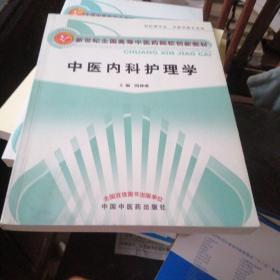 新世纪全国高等中医药院校创新教材
CHUANG XIN JIAO CAI
中医内科护理学
主编
全国百佳图书出版单位
中国中医药出版社